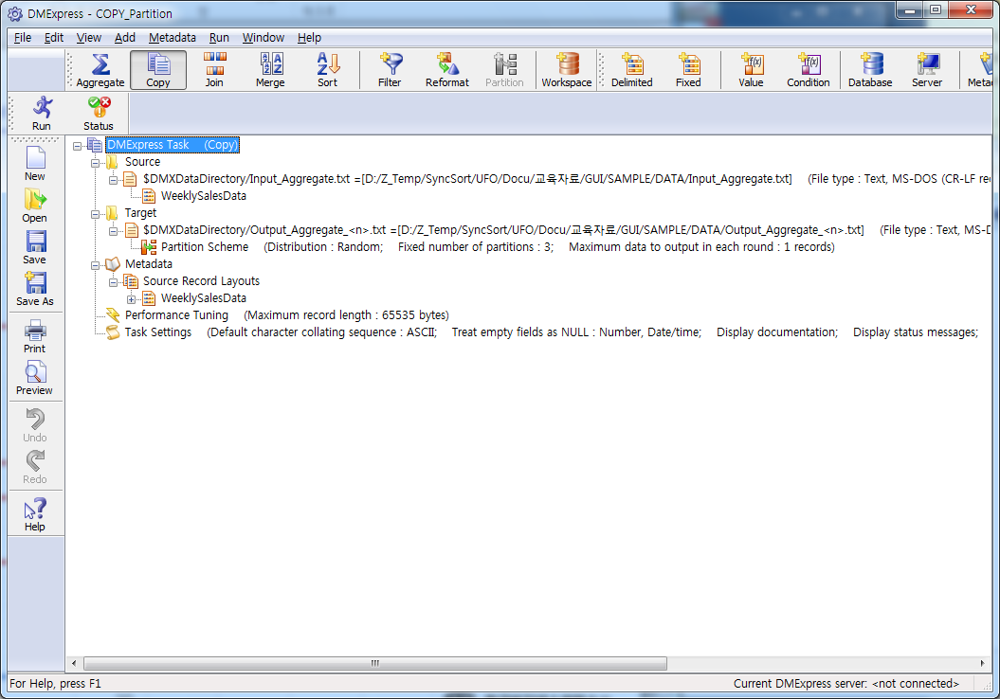 DMExpress - COPY_Partition
File Edit View Add Metadata Run Window Help
Aggregate Copy Join Merge Sort Filter Reformat Partition Workspace Delimited Fixed Value Condition Database Server Metac
Run Status
New
Open
Save
Save As
Print
Preview
Undo
Redo
Help
DMExpress Task (Copy)
Source
$DMXDataDirectory/Input_Aggregate.txt =[D:/Z_Temp/SyncSort/UFO/Docu/교육자료/GUI/SAMPLE/DATA/Input_Aggregate.txt] (File type : Text, MS-DOS (CR-LF re
WeeklySalesData
Target
$DMXDataDirectory/Output_Aggregate_<n>.txt =[D:/Z_Temp/SyncSort/UFO/Docu/교육자료/GUI/SAMPLE/DATA/Output_Aggregate_<n>.txt] (File type : Text, MS-D
Partition Scheme (Distribution : Random; Fixed number of partitions : 3; Maximum data to output in each round : 1 records)
Metadata
Source Record Layouts
WeeklySalesData
Performance Tuning (Maximum record length : 65535 bytes)
Task Settings (Default character collating sequence : ASCII; Treat empty fields as NULL : Number, Date/time; Display documentation; Display status messages;
For Help, press F1
Current DMExpress server: <not connected>